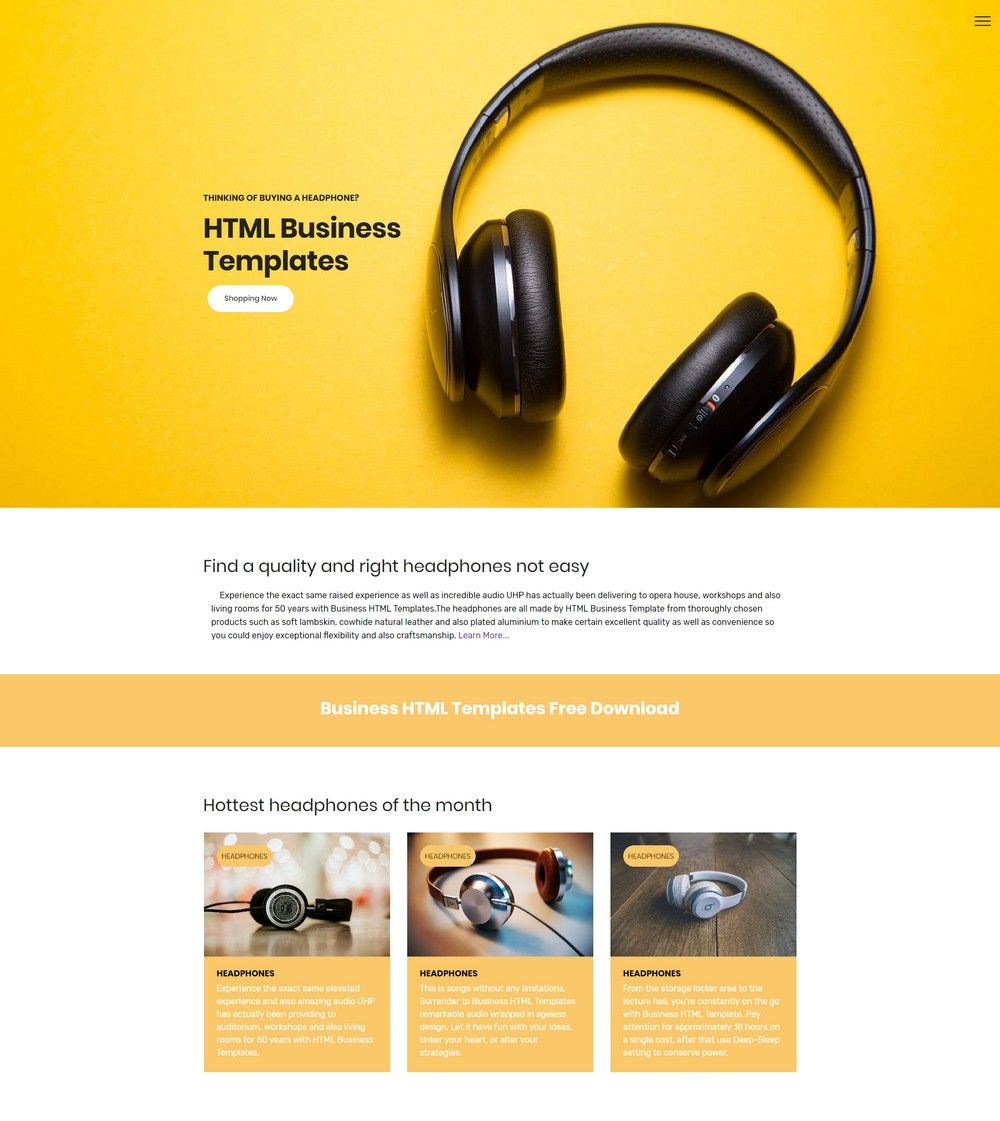 THINKING OF BUYING A HEADPHONE?
HTML Business
Templates
Shopping Now
Find a quality and right headphones not easy
Experience the exact same raised experience as well as incredible audio UHP has actually been delivering to opera house, workshops and also
living rooms for 50 years with Business HTML Templates.The headphones are all made by HTML Business Template from thoroughly chosen
products such as soft lambskin, cowhide natural leather and also plated aluminium to make certain excellent quality as well as convenience so
you could enjoy exceptional flexibility and also craftsmanship. Learn More...
Business HTML Templates Free Download
Hottest headphones of the month
HEADPHONES
HEADPHONES
Experience the exact same elevated
experience and also amazing audio UHP
has actually been providing to
auditorium, workshops and also living
rooms for 50 years with HTML Business
Templates.
HEADPHONES
HEADPHONES
This is songs without any limitations.
Surrender to Business HTML Templates
remarkable audio wrapped in ageless
design. Let it have fun with your ideas,
tinker your heart, or alter your
strategies.
HEADPHONES
HEADPHONES
From the storage locker area to the
lecture hall, you're constantly on the go
with Business HTML Template. Pay
attention for approximately 18 hours on
a single cost, after that use Deep-Sleep
setting to conserve power.